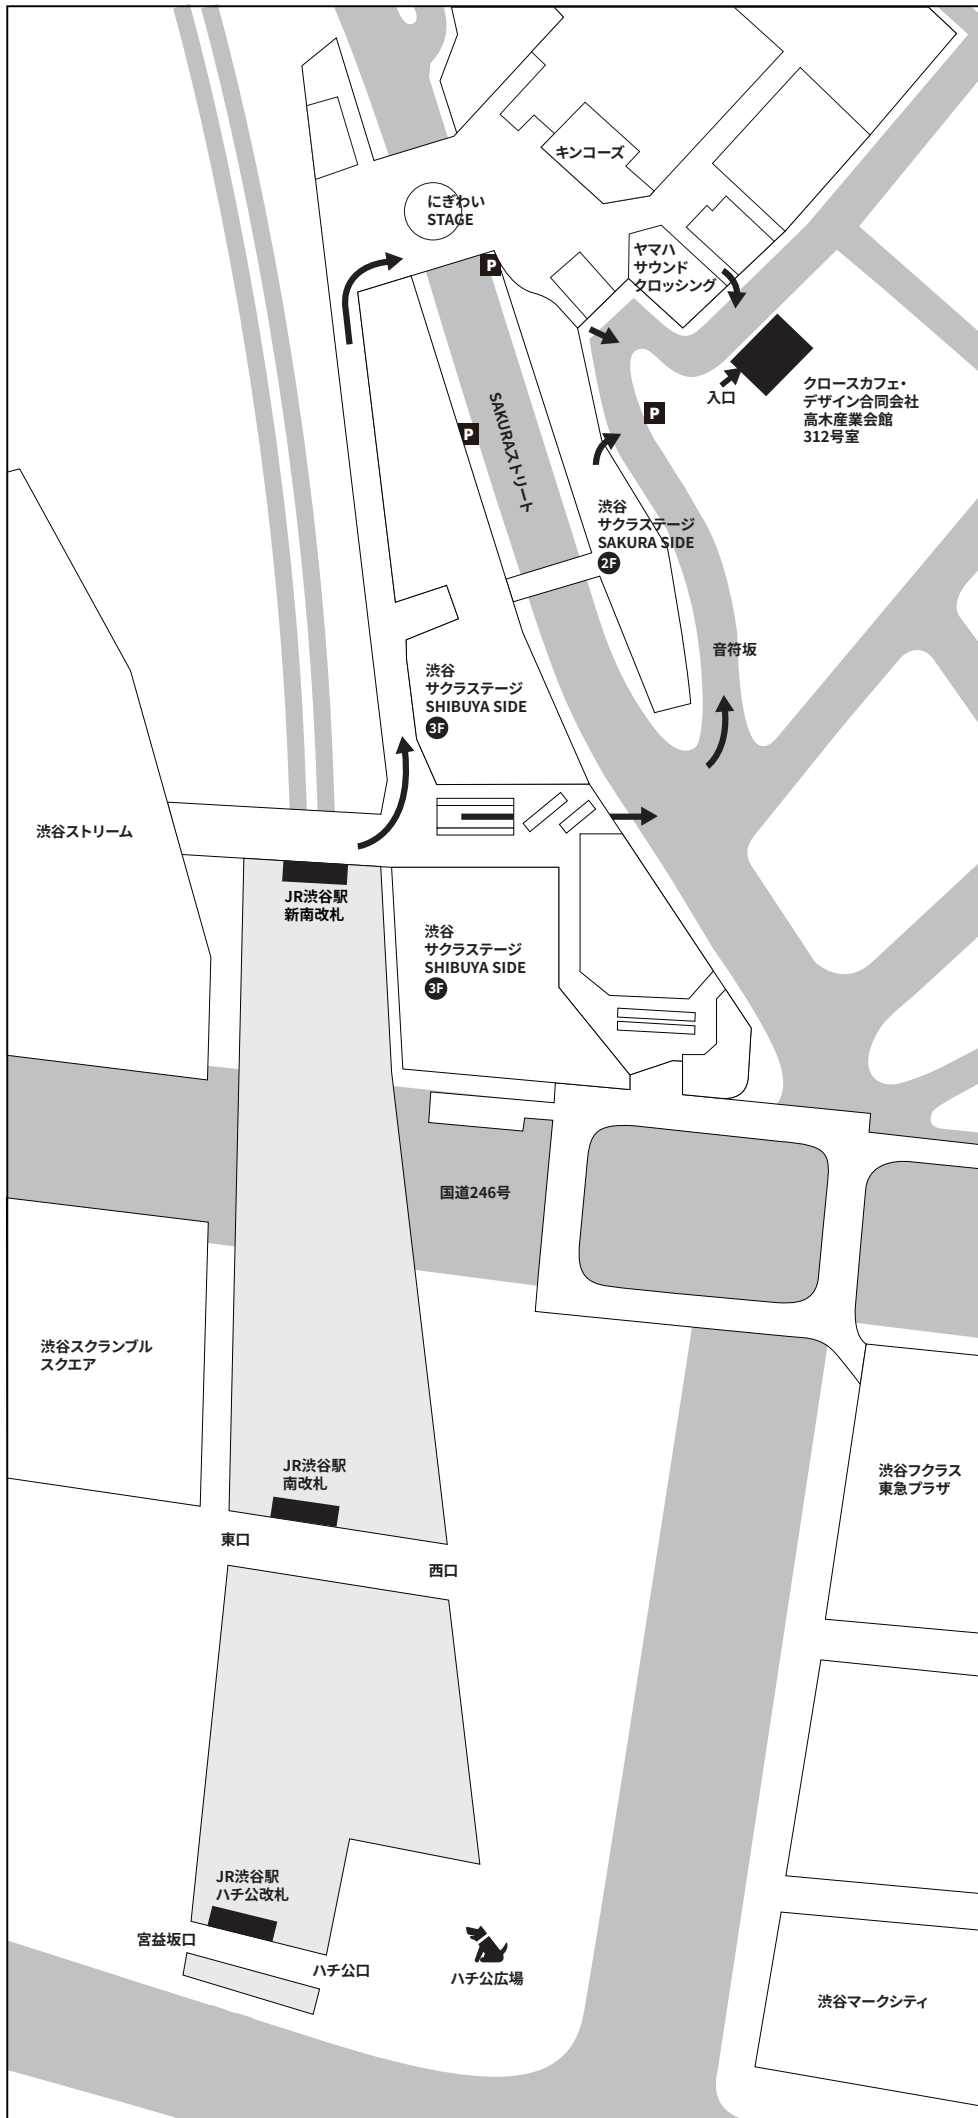 キンコーズ
にぎわい
STAGE
P
ヤマハ
サウンド
クロッシング
入口
クロースカフェ・
デザイン合同会社
高木産業会館
312号室
P
P
SAKURAストリート
渋谷
サクラステージ
SAKURA SIDE
2F
音符坂
渋谷
サクラステージ
SHIBUYA SIDE
3F
渋谷ストリーム
JR渋谷駅
新南改札
渋谷
サクラステージ
SHIBUYA SIDE
3F
国道246号
渋谷スクランブル
スクエア
JR渋谷駅
南改札
渋谷フクラス
東急プラザ
東口
西口
JR渋谷駅
ハチ公改札
宮益坂口
ハチ公口
ハチ公広場
渋谷マークシティ